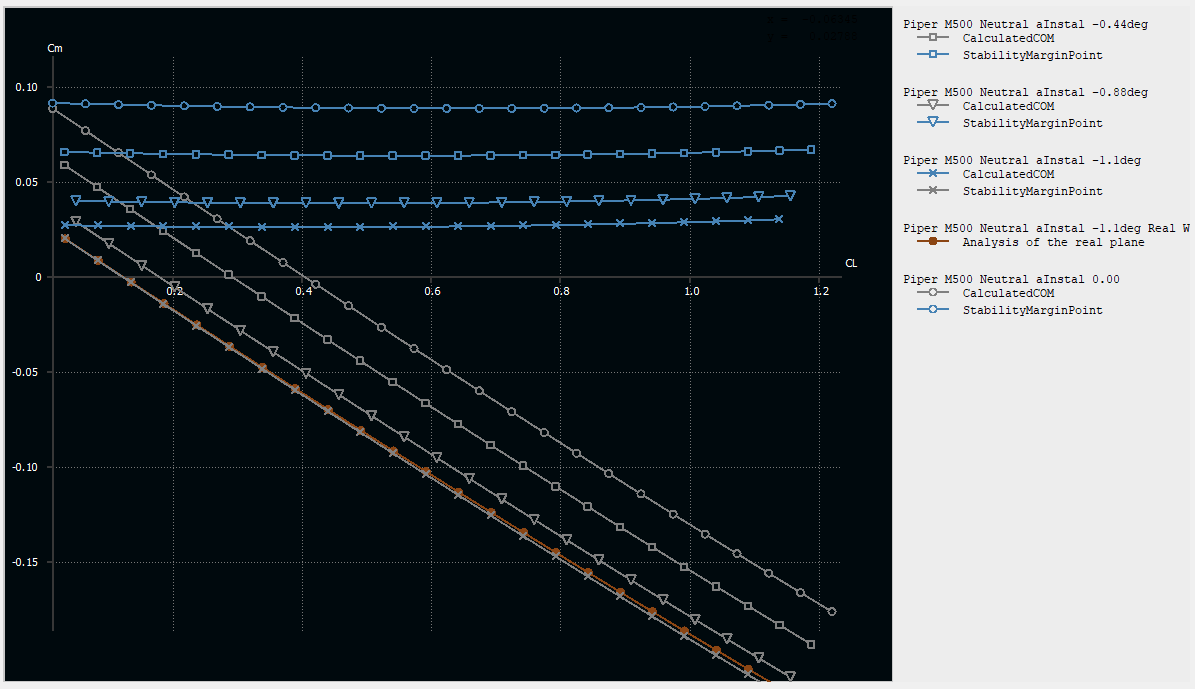 Cm
0.10
0.05
0
-0.05
-0.10
-0.15
0.2
0.4
0.6
0.8
1.0
1.2
CL
Piper M500 Neutral aInstal -0.44deg
CalculatedCOM
StabilityMarginPoint
Piper M500 Neutral aInstal -0.88deg
CalculatedCOM
StabilityMarginPoint
Piper M500 Neutral aInstal -1.1deg
CalculatedCOM
StabilityMarginPoint
Piper M500 Neutral aInstal -1.1deg Real W
Analysis of the real plane
Piper M500 Neutral aInstal 0.00
CalculatedCOM
StabilityMarginPoint